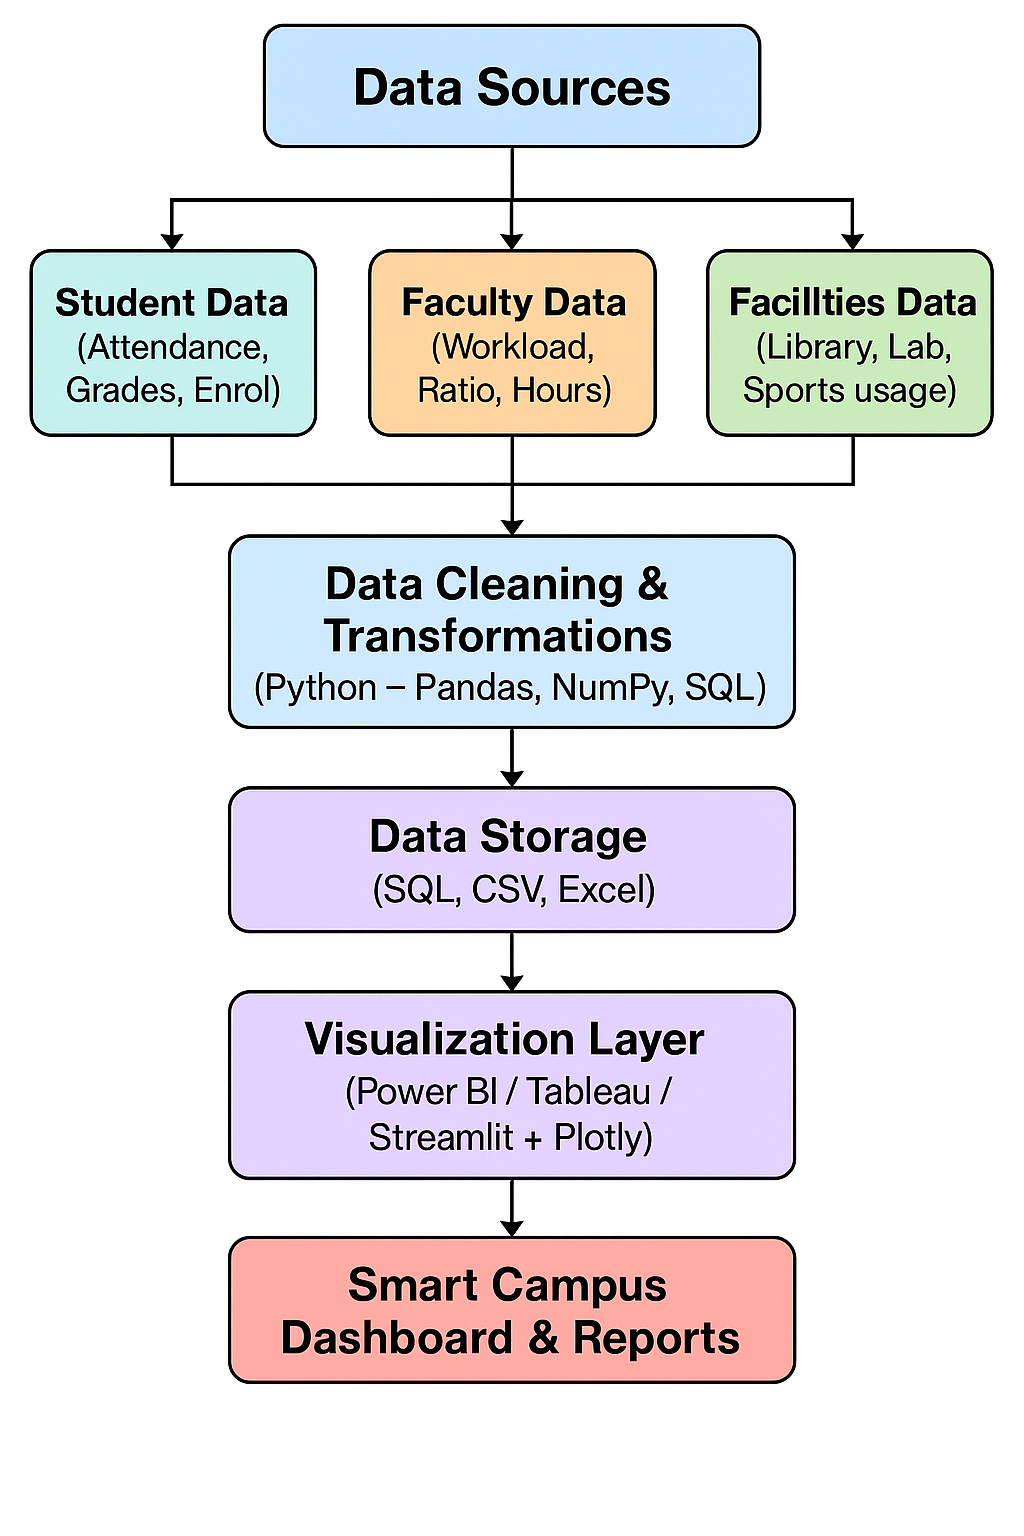 Data Sources
Student Data
(Attendance,
Grades, Enrol)
Faculty Data
(Workload,
Ratio, Hours)
Facillties Data
(Library, Lab,
Sports usage)
Data Cleaning &
Transformations
(Python – Pandas, NumPy, SQL)
Data Storage
(SQL, CSV, Excel)
Visualization Layer
(Power BI / Tableau /
Streamlit + Plotly)
Smart Campus
Dashboard & Reports